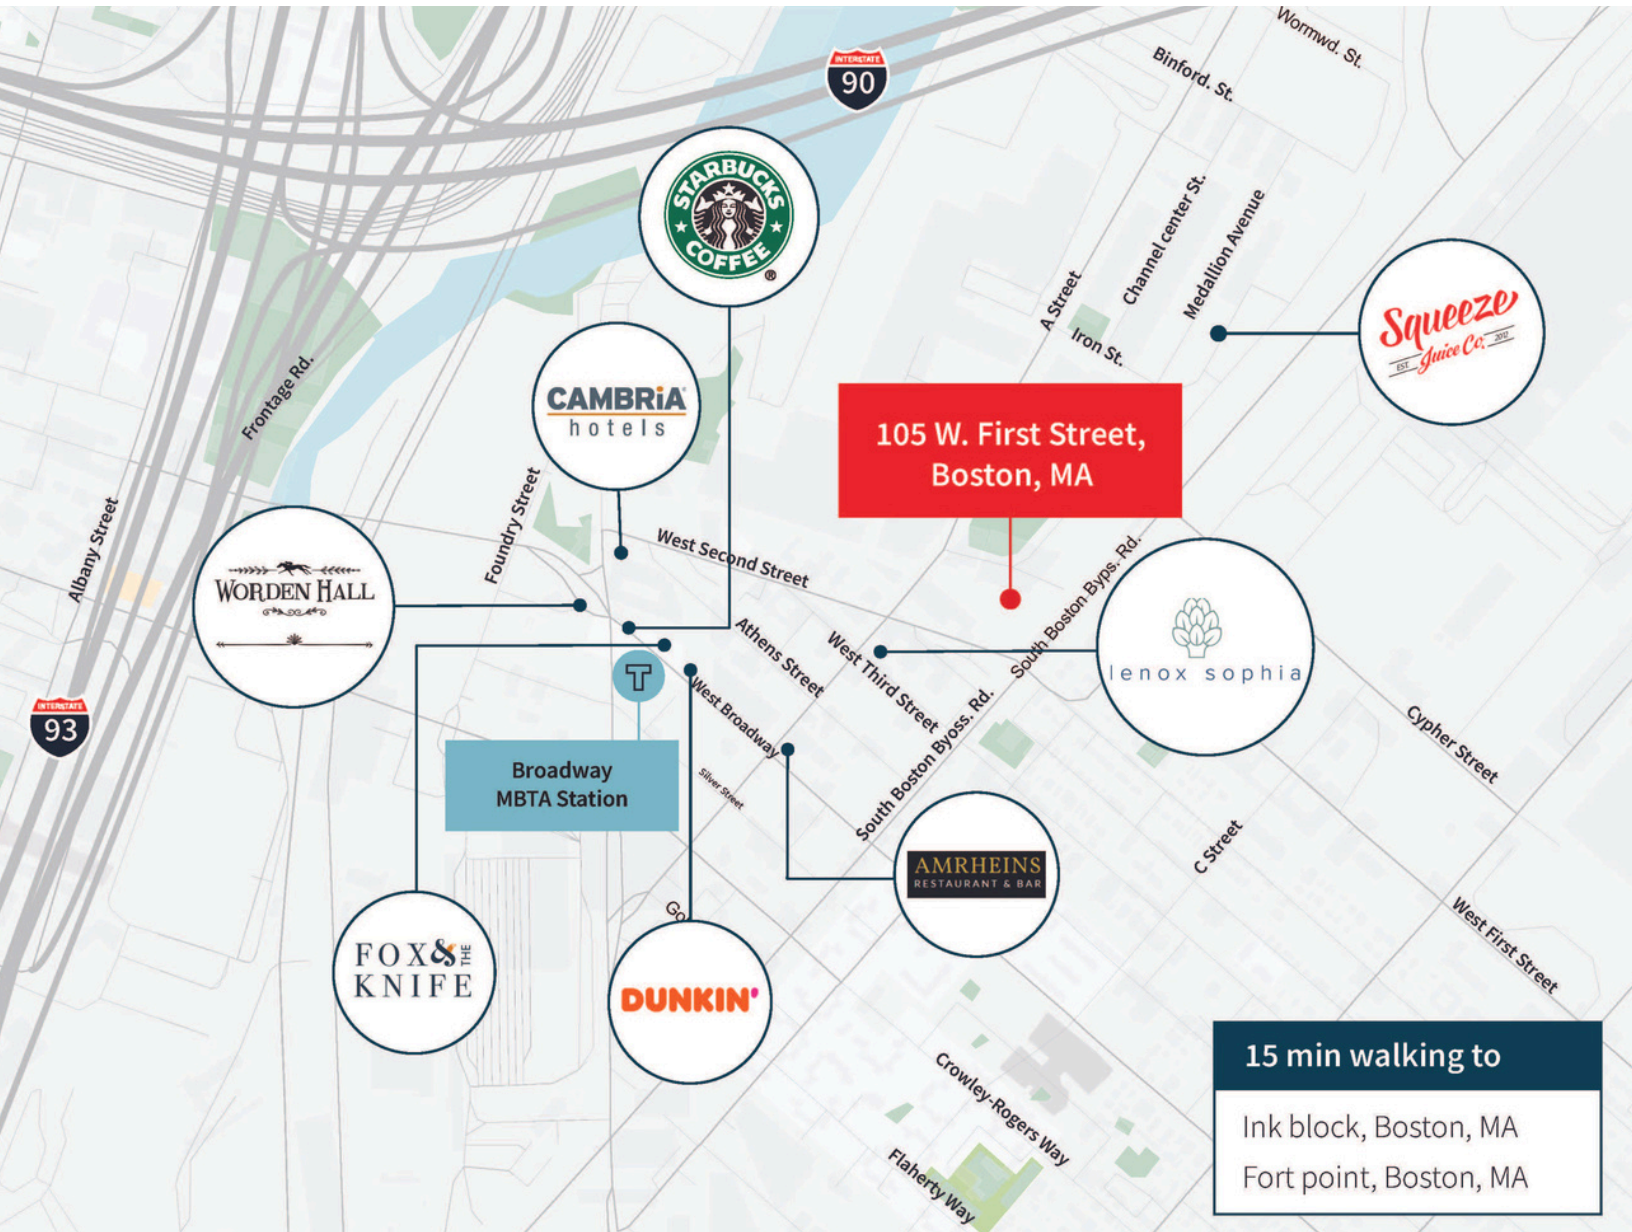 Wormwd. St.
Binford. St.
INTERSTATE
90
STARBUCKS
COFFEE
®
Channel center St.
Medallion Avenue
A Street
Iron St.
Squeeze
Juice Co.
EST.
2012
Frontage Rd.
CAMBRiA
hotels
105 W. First Street,
Boston, MA
Albany Street
Foundry Street
West Second Street
South Boston Byps. Rd.
WORDEN HALL
Athens Street
West Third Street
lenox sophia
INTERSTATE
93
T
West Broadway
South Boston Byoss. Rd.
Cypher Street
Broadway
MBTA Station
Silver Street
C Street
AMRHEINS
RESTAURANT & BAR
Go
West First Street
FOX & THE
KNIFE
DUNKIN'
Crowley-Rogers Way
Flaherty Way
15 min walking to
Ink block, Boston, MA
Fort point, Boston, MA